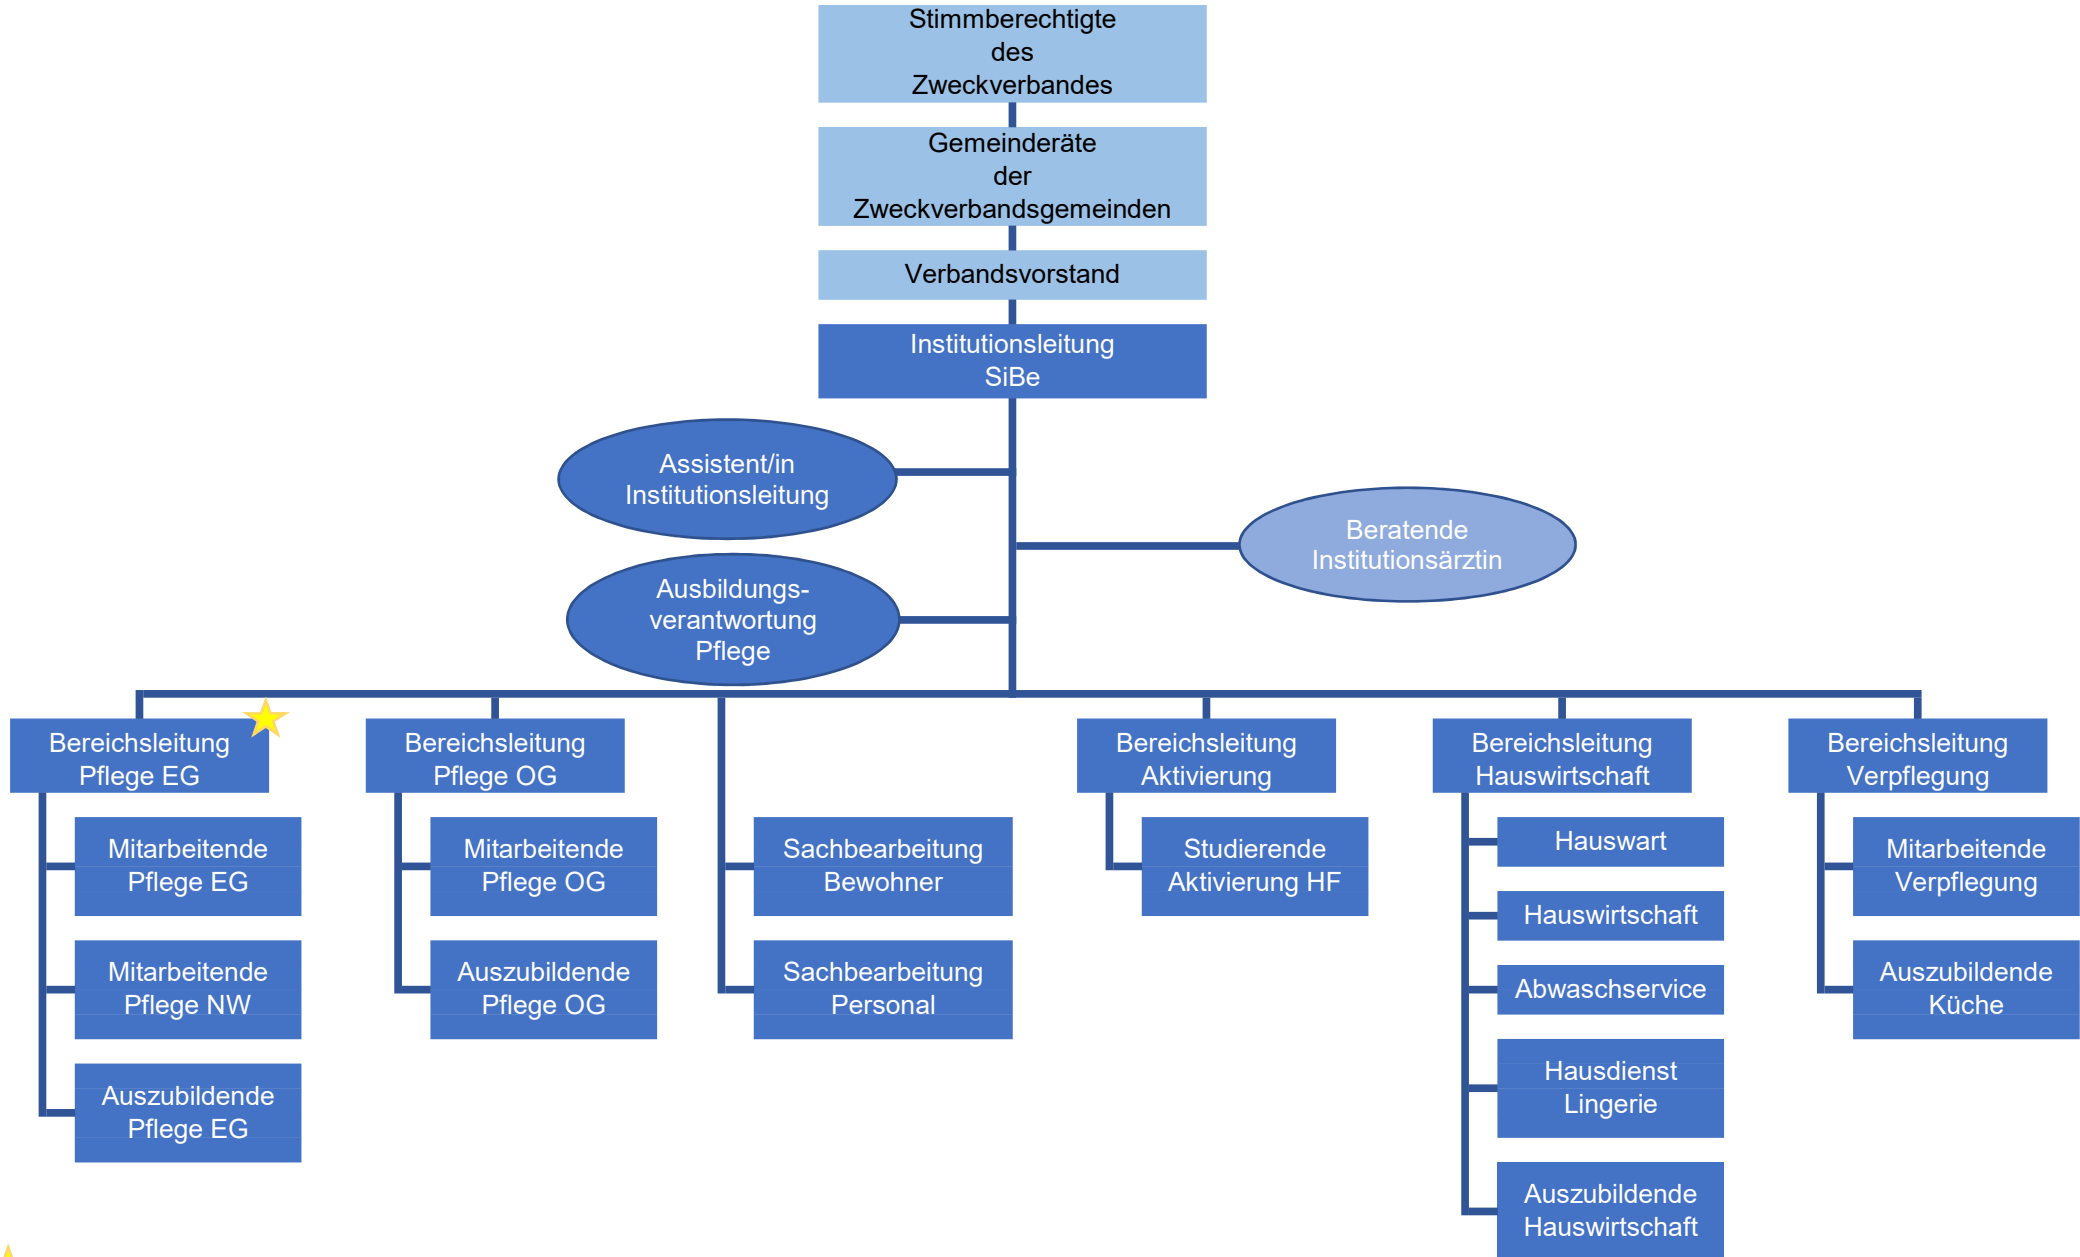 Stimmberechtigte
des
Zweckverbandes
Gemeinderäte
der
Zweckverbandsgemeinden
Verbandsvorstand
Institutionsleitung
SiBe
Assistent/in
Institutionsleitung
Beratende
Institutionsärztin
Ausbildungs-
verantwortung
Pflege
Bereichsleitung
Pflege EG
Mitarbeitende
Pflege EG
Mitarbeitende
Pflege NW
Auszubildende
Pflege EG
Bereichsleitung
Pflege OG
Mitarbeitende
Pflege OG
Auszubildende
Pflege OG
Sachbearbeitung
Bewohner
Sachbearbeitung
Personal
Bereichsleitung
Aktivierung
Studierende
Aktivierung HF
Bereichsleitung
Hauswirtschaft
Hauswart
Hauswirtschaft
Abwaschservice
Hausdienst
Lingerie
Auszubildende
Hauswirtschaft
Bereichsleitung
Verpflegung
Mitarbeitende
Verpflegung
Auszubildende
Küche